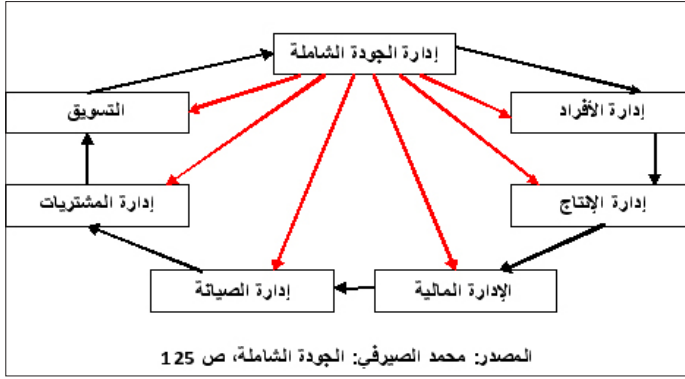 إدارة الجودة الشاملة
إدارة الأفراد
التسويق
إدارة الإنتاج
إدارة المشتريات
الإدارة المالية
إدارة الصيانة
المصدر: محمد الصيرفي: الجودة الشاملة، ص 125